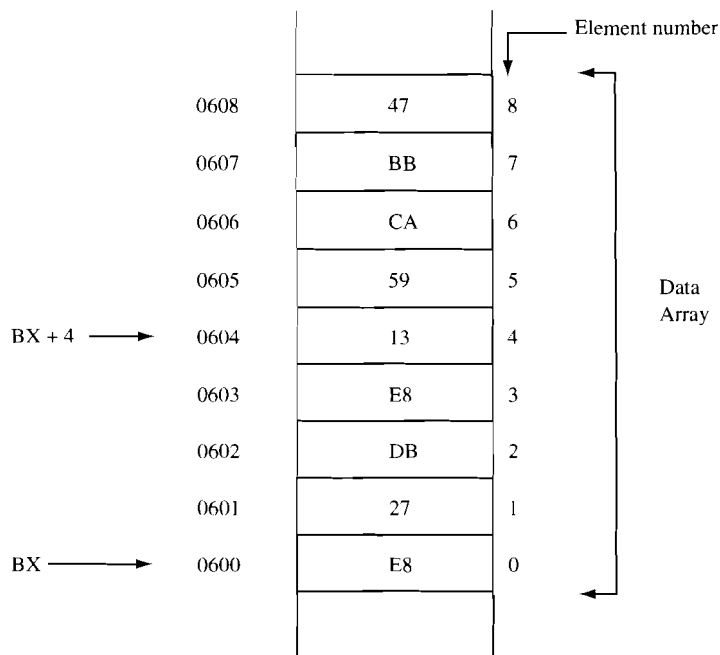 Element number
0608 47 8
0607 BB 7
0606 CA 6
0605 59 5
Data
Array
BX + 4 0604 13 4
0603 E8 3
0602 DB 2
0601 27 1
BX 0600 E8 0